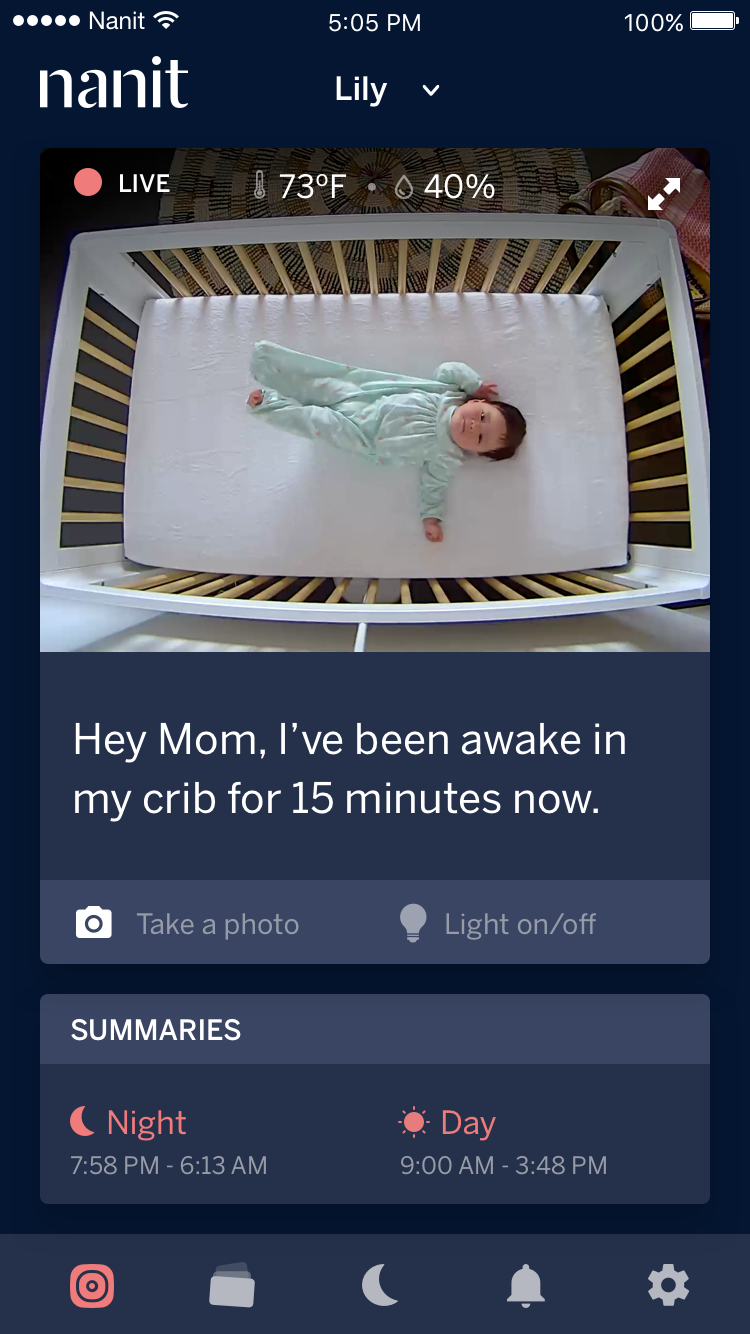 Nanit 5:05 PM 100%
nanit Lily
LIVE 73ºF • 40%
Hey Mom, I’ve been awake in
my crib for 15 minutes now.
Take a photo Light on/off
SUMMARIES
Night Day
7:58 PM - 6:13 AM 9:00 AM - 3:48 PM